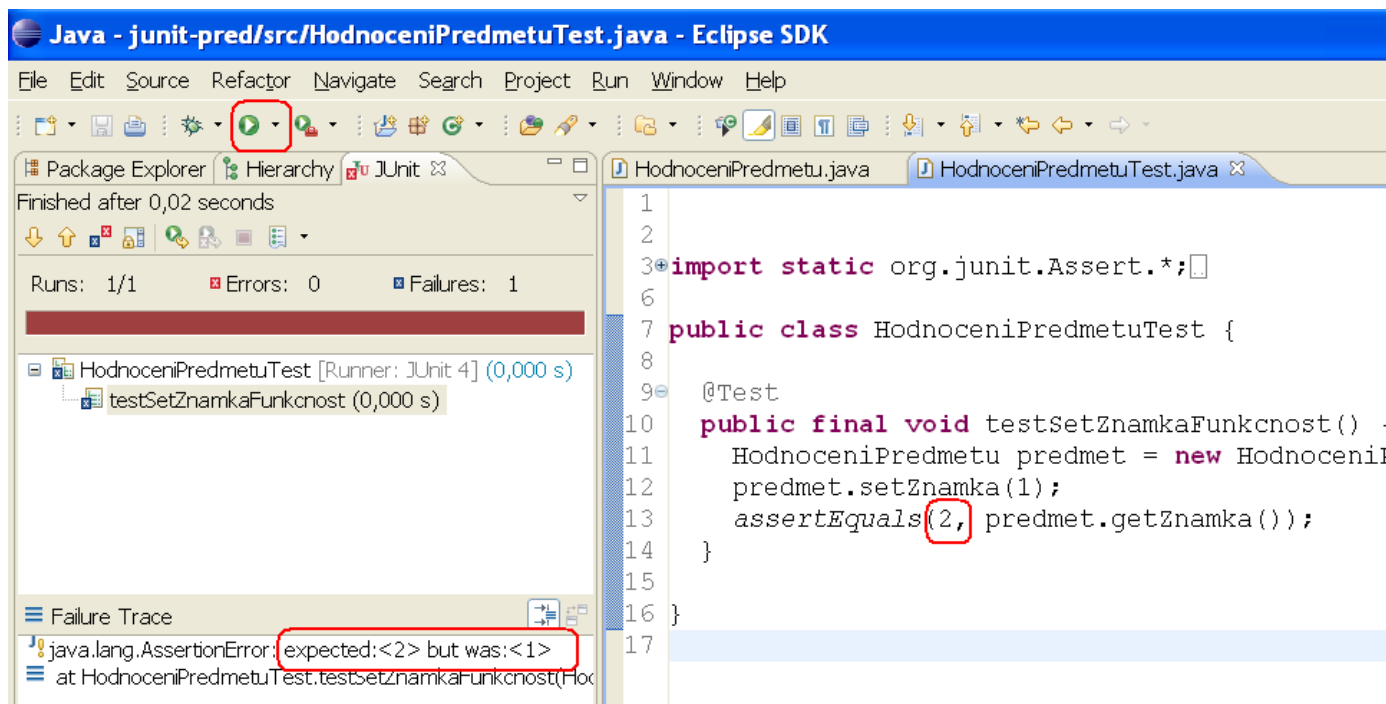 Java - junit-pred/src/HodnoceniPredmetuTest.java - Eclipse SDK
File Edit Source Refactor Navigate Search Project Run Window Help
Package Explorer Hierarchy JUnit
HodnoceniPredmetu.java HodnoceniPredmetuTest.java
Finished after 0,02 seconds
Runs: 1/1 Errors: 0 Failures: 1
HodnoceniPredmetuTest [Runner: JUnit 4] (0,000 s)
testSetZnamkaFunkcnost (0,000 s)
Failure Trace
java.lang.AssertionError: expected:<2> but was:<1>
at HodnoceniPredmetuTest.testSetZnamkaFunkcnost(Hod
1
2
3 import static org.junit.Assert.*;
6
7 public class HodnoceniPredmetuTest {
8
9 @Test
10 public final void testSetZnamkaFunkcnost() {
11 HodnoceniPredmetu predmet = new HodnoceniP
12 predmet.setZnamka(1);
13 assertEquals(2, predmet.getZnamka());
14 }
15
16 }
17